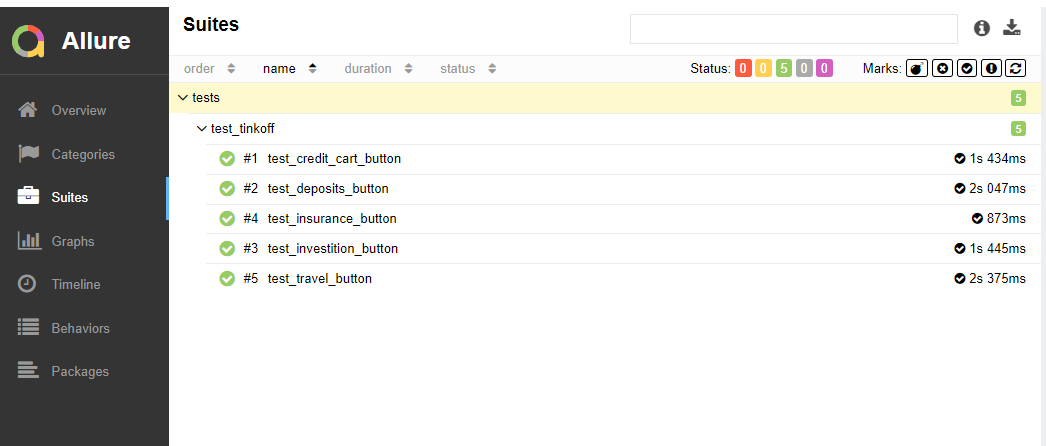 Allure
Overview
Categories
Suites
Graphs
Timeline
Behaviors
Packages
Suites
order name duration status Status: 0 0 5 0 0 Marks:
tests 5
test_tinkoff 5
#1 test_credit_cart_button 1s 434ms
#2 test_deposits_button 2s 047ms
#4 test_insurance_button 873ms
#3 test_investition_button 1s 445ms
#5 test_travel_button 2s 375ms